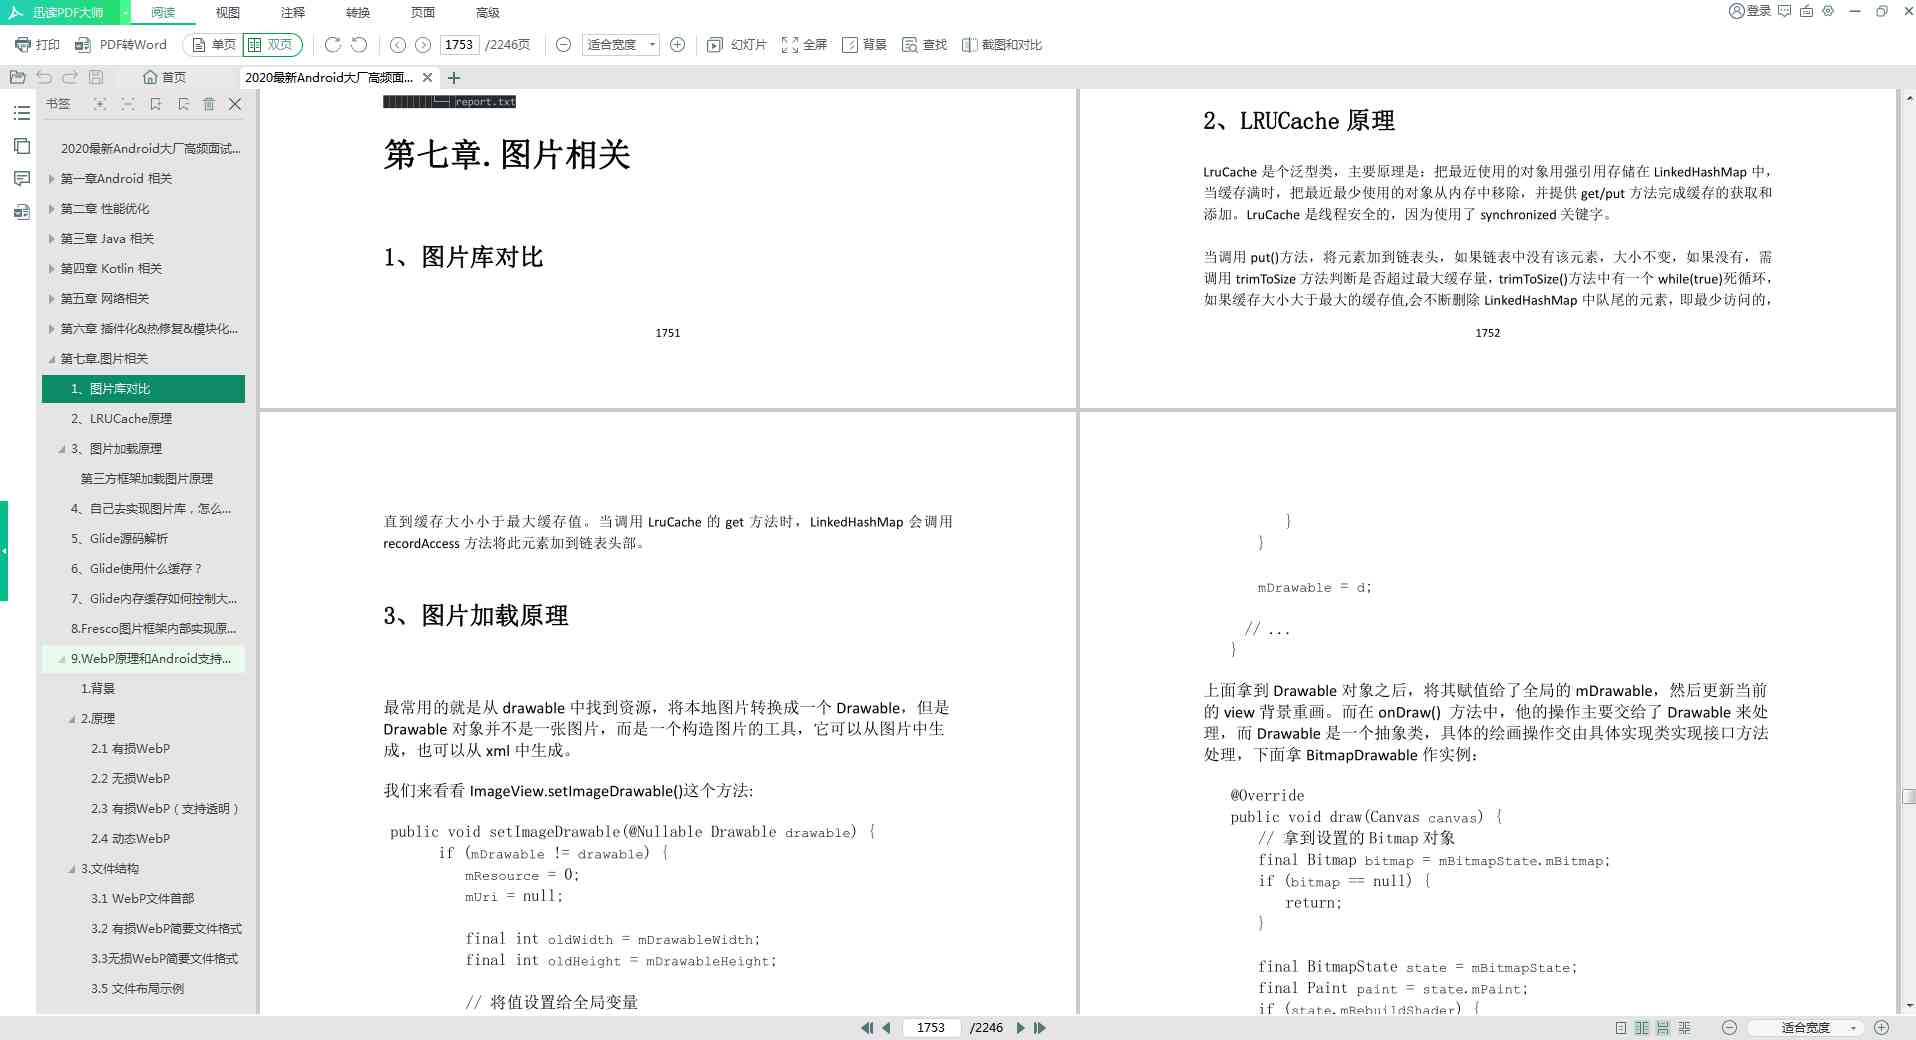 迅读PDF大师 阅读 视图 注释 转换 页面 高级 登录
打印 PDF转Word 单页 双页 1753 /2246页 适合宽度 幻灯片 全屏 背景 查找 截图和对比
首页 2020最新Android大厂高频面...
书签
2020最新Android大厂高频面试...
第一章Android 相关
第二章 性能优化
第三章 Java 相关
第四章 Kotlin 相关
第五章 网络相关
第六章 插件化&热修复&模块化...
第七章.图片相关
1、图片库对比
2、LRUCache原理
3、图片加载原理
第三方框架加载图片原理
4、自己去实现图片库，怎么...
5、Glide源码解析
6、Glide使用什么缓存？
7、Glide内存缓存如何控制大...
8.Fresco图片框架内部实现原...
9.WebP原理和Android支持...
1.背景
2.原理
2.1 有损WebP
2.2 无损WebP
2.3 有损WebP（支持透明）
2.4 动态WebP
3.文件结构
3.1 WebP文件首部
3.2 有损WebP简要文件格式
3.3无损WebP简要文件格式
3.5 文件布局示例
report.txt
第七章.图片相关
1、图片库对比
1751
2、LRUCache 原理
LruCache 是个泛型类，主要原理是：把最近使用的对象用强引用存储在 LinkedHashMap 中，
当缓存满时，把最近最少使用的对象从内存中移除，并提供 get/put 方法完成缓存的获取和
添加。LruCache 是线程安全的，因为使用了 synchronized 关键字。
当调用 put()方法，将元素加到链表头，如果链表中没有该元素，大小不变，如果没有，需
调用 trimToSize 方法判断是否超过最大缓存量，trimToSize()方法中有一个 while(true)死循环，
如果缓存大小大于最大的缓存值,会不断删除 LinkedHashMap 中队尾的元素，即最少访问的，
1752
直到缓存大小小于最大缓存值。当调用 LruCache 的 get 方法时，LinkedHashMap 会调用
recordAccess 方法将此元素加到链表头部。
3、图片加载原理
最常用的就是从 drawable 中找到资源，将本地图片转换成一个 Drawable，但是
Drawable 对象并不是一张图片，而是一个构造图片的工具，它可以从图片中生
成，也可以从 xml 中生成。
我们来看看 ImageView.setImageDrawable()这个方法:
public void setImageDrawable(@Nullable Drawable drawable) {
if (mDrawable != drawable) {
mResource = 0;
mUri = null;
final int oldWidth = mDrawableWidth;
final int oldHeight = mDrawableHeight;
// 将值设置给全局变量
}
}
mDrawable = d;
// ...
}
上面拿到 Drawable 对象之后，将其赋值给了全局的 mDrawable，然后更新当前
的 view 背景重画。而在 onDraw() 方法中，他的操作主要交给了 Drawable 来处
理，而 Drawable 是一个抽象类，具体的绘画操作交由具体实现类实现接口方法
处理，下面拿 BitmapDrawable 作实例：
@Override
public void draw(Canvas canvas) {
// 拿到设置的 Bitmap 对象
final Bitmap bitmap = mBitmapState.mBitmap;
if (bitmap == null) {
return;
}
final BitmapState state = mBitmapState;
final Paint paint = state.mPaint;
if (state.mRebuildShader) {
1753 /2246 适合宽度